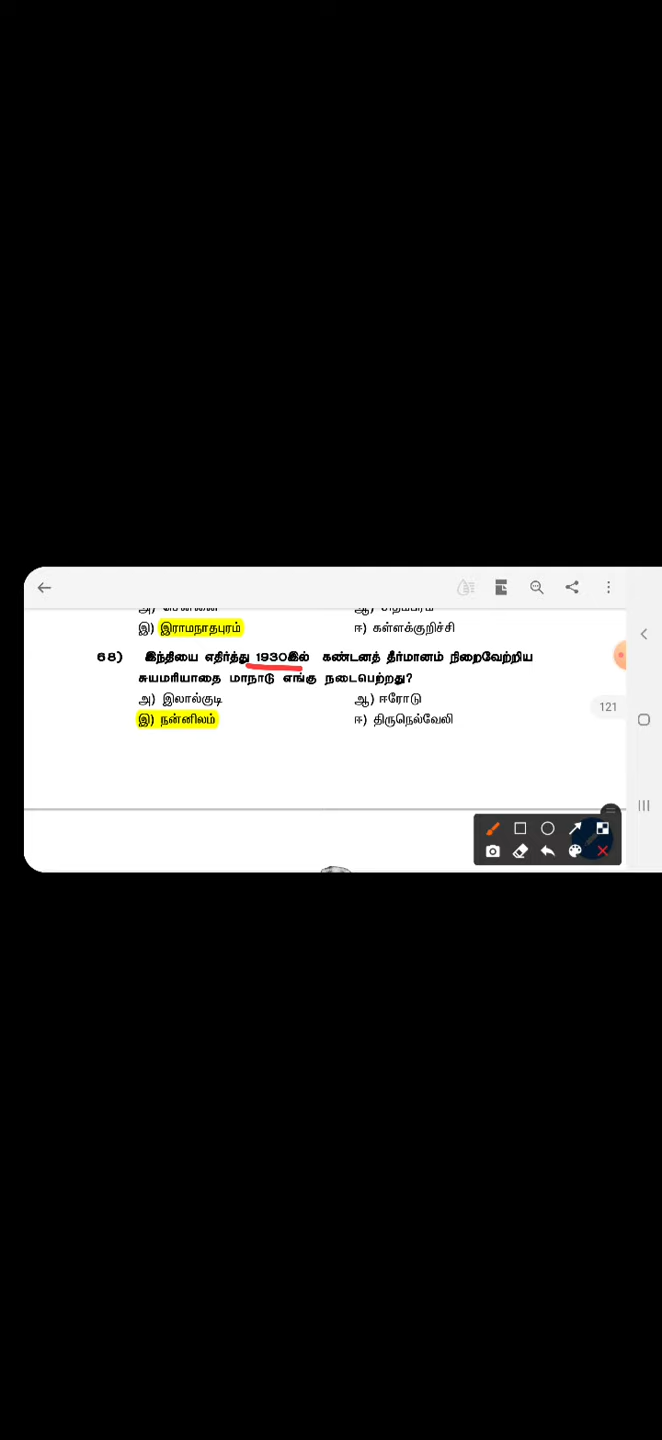 இ) இராமநாதபுரம் ஈ) கள்ளக்குறிச்சி
68) இந்தியை எதிர்த்து 1930இல் கண்டனத் தீர்மானம் நிறைவேற்றிய
சுயமரியாதை மாநாடு எங்கு நடைபெற்றது?
அ) இலால்குடி ஆ) ஈரோடு
இ) நன்னிலம் ஈ) திருநெல்வேலி
121